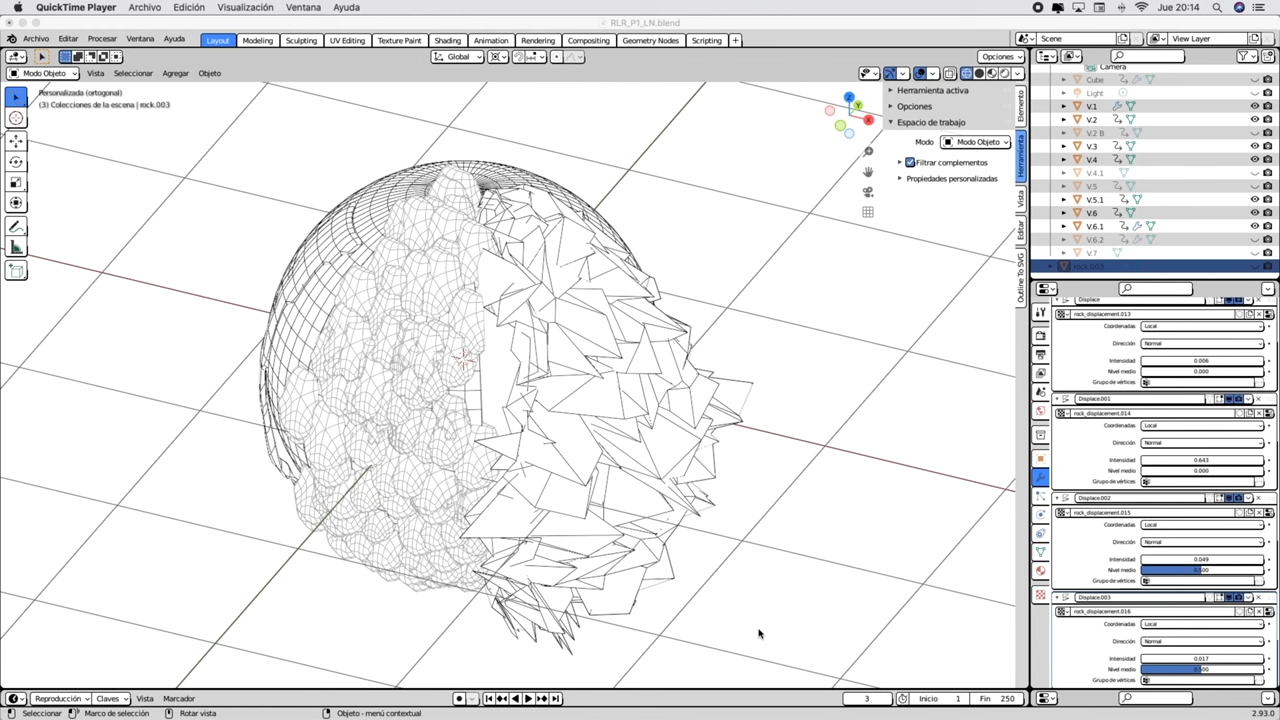 QuickTime Player Archivo Edición Visualización Ventana Ayuda Jue 20:14
RLR_P1_LN.blend
Archivo Editar Procesar Ventana Ayuda Layout Modeling Sculpting UV Editing Texture Paint Shading Animation Rendering Compositing Geometry Nodes Scripting + Scene View Layer
Global Opciones
Modo Objeto Vista Seleccionar Agregar Objeto
Personalizada (ortogonal)
(3) Colecciones de la escena | rock.003
Z
Y
X
Herramienta activa
Opciones
Espacio de trabajo
Modo Modo Objeto
Filtrar complementos
Propiedades personalizadas
Elemento
Herramienta
Vista
Editar
Outline To SVG
Camera
Cube
Light
V.1
V.2
V.2 B
V.3
V.4
V.4.1
V.5
V.5.1
V.6
V.6.1
V.6.2
V.7
rock.003
Displace
rock_displacement.013
Coordenadas Local
Dirección Normal
Intensidad 0.006
Nivel medio 0.000
Grupo de vértices
Displace.001
rock_displacement.014
Coordenadas Local
Dirección Normal
Intensidad 0.643
Nivel medio 0.000
Grupo de vértices
Displace.002
rock_displacement.015
Coordenadas Local
Dirección Normal
Intensidad 0.049
Nivel medio 0.500
Grupo de vértices
Displace.003
rock_displacement.016
Coordenadas Local
Dirección Normal
Intensidad 0.017
Nivel medio 0.500
Grupo de vértices
Reproducción Claves Vista Marcador 3 Inicio 1 Fin 250
Seleccionar Marco de selección Rotar vista Objeto - menú contextual 2.93.0